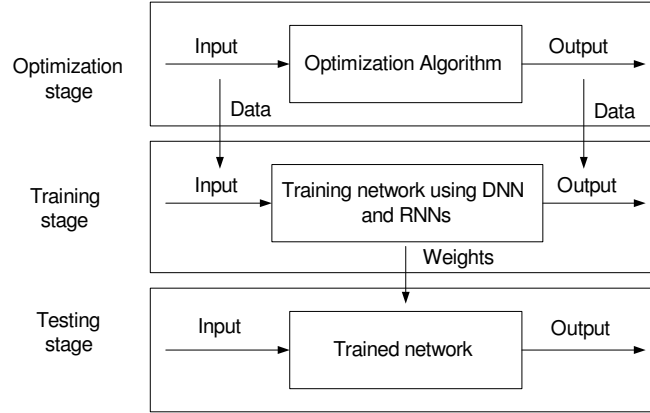 Optimization
stage
Input
Optimization Algorithm
Output
Data
Data
Training
stage
Input
Training network using DNN
and RNNs
Output
Weights
Testing
stage
Input
Trained network
Output